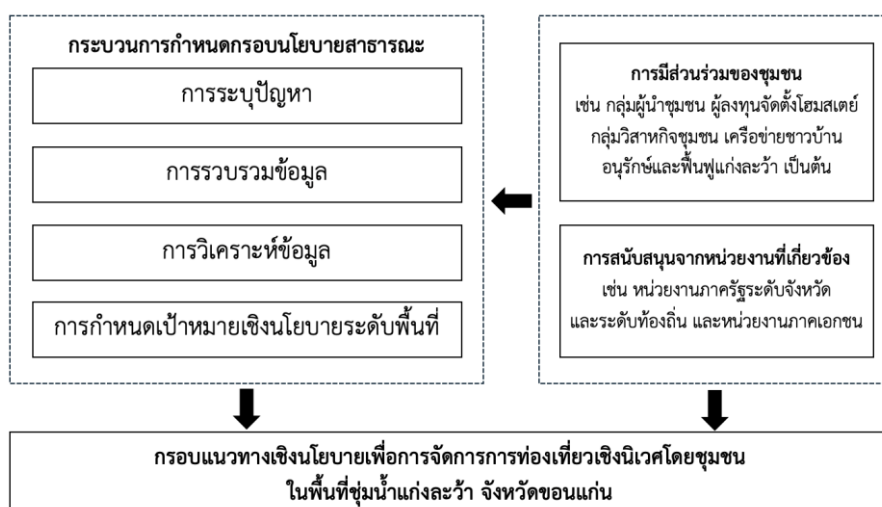 กระบวนการกำหนดกรอบนโยบายสาธารณะ
การระบุปัญหา
การรวบรวมข้อมูล
การวิเคราะห์ข้อมูล
การกำหนดเป้าหมายเชิงนโยบายระดับพื้นที่
การมีส่วนร่วมของชุมชน
เช่น กลุ่มผู้นำชุมชน ผู้ลงทุนจัดตั้งโฮมสเตย์
กลุ่มวิสาหกิจชุมชน เครือข่ายชาวบ้าน
อนุรักษ์และฟื้นฟูแก่งละว้า เป็นต้น
การสนับสนุนจากหน่วยงานที่เกี่ยวข้อง
เช่น หน่วยงานภาครัฐระดับจังหวัด
และระดับท้องถิ่น และหน่วยงานภาคเอกชน
กรอบแนวทางเชิงนโยบายเพื่อการจัดการการท่องเที่ยวเชิงนิเวศโดยชุมชน
ในพื้นที่ชุ่มน้ำแก่งละว้า จังหวัดขอนแก่น